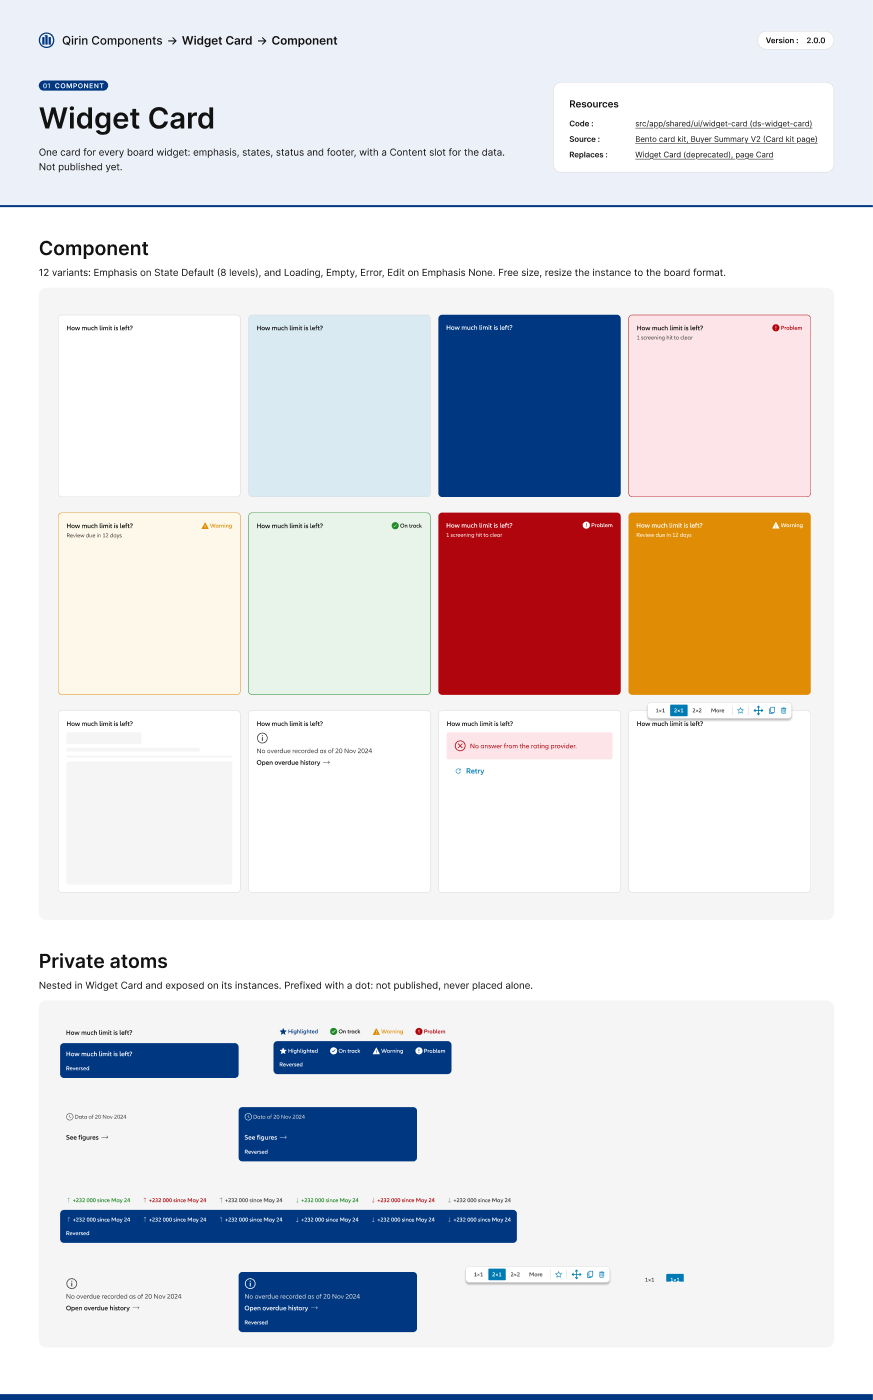 Qirin Components → Widget Card → Component
Version : 2.0.0
01 COMPONENT
Widget Card
One card for every board widget: emphasis, states, status and footer, with a Content slot for the data.
Not published yet.
Resources
Code : src/app/shared/ui/widget-card (ds-widget-card)
Source : Bento card kit, Buyer Summary V2 (Card kit page)
Replaces : Widget Card (deprecated), page Card
Component
12 variants: Emphasis on State Default (8 levels), and Loading, Empty, Error, Edit on Emphasis None. Free size, resize the instance to the board format.
How much limit is left?
How much limit is left?
How much limit is left?
How much limit is left? Problem
1 screening hit to clear
How much limit is left? Warning
Review due in 12 days
How much limit is left? On track
How much limit is left? Problem
1 screening hit to clear
How much limit is left? Warning
Review due in 12 days
How much limit is left?
How much limit is left?
No overdue recorded as of 20 Nov 2024
Open overdue history →
How much limit is left?
No answer from the rating provider.
Retry
1×1 2×1 2×2 More
How much limit is left?
Private atoms
Nested in Widget Card and exposed on its instances. Prefixed with a dot: not published, never placed alone.
How much limit is left?
How much limit is left?
Reversed
Highlighted On track Warning Problem
Highlighted On track Warning Problem
Reversed
Data of 20 Nov 2024
See figures →
Data of 20 Nov 2024
See figures →
Reversed
↑ +232 000 since May 24 ↑ +232 000 since May 24 ↑ +232 000 since May 24 ↓ +232 000 since May 24 ↓ +232 000 since May 24 ↓ +232 000 since May 24
↑ +232 000 since May 24 ↑ +232 000 since May 24 ↑ +232 000 since May 24 ↓ +232 000 since May 24 ↓ +232 000 since May 24 ↓ +232 000 since May 24
Reversed
No overdue recorded as of 20 Nov 2024
Open overdue history →
No overdue recorded as of 20 Nov 2024
Open overdue history →
Reversed
1×1 2×1 2×2 More
1×1